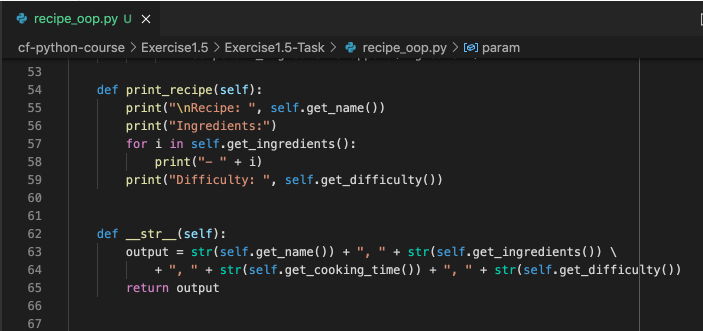 recipe_oop.py U ×
cf-python-course > Exercise1.5 > Exercise1.5-Task > recipe_oop.py > param
53
54 def print_recipe(self):
55 print("\nRecipe: ", self.get_name())
56 print("Ingredients:")
57 for i in self.get_ingredients():
58 print("- " + i)
59 print("Difficulty: ", self.get_difficulty())
60
61
62 def __str__(self):
63 output = str(self.get_name()) + ", " + str(self.get_ingredients()) \
64 + ", " + str(self.get_cooking_time()) + ", " + str(self.get_difficulty())
65 return output
66
67